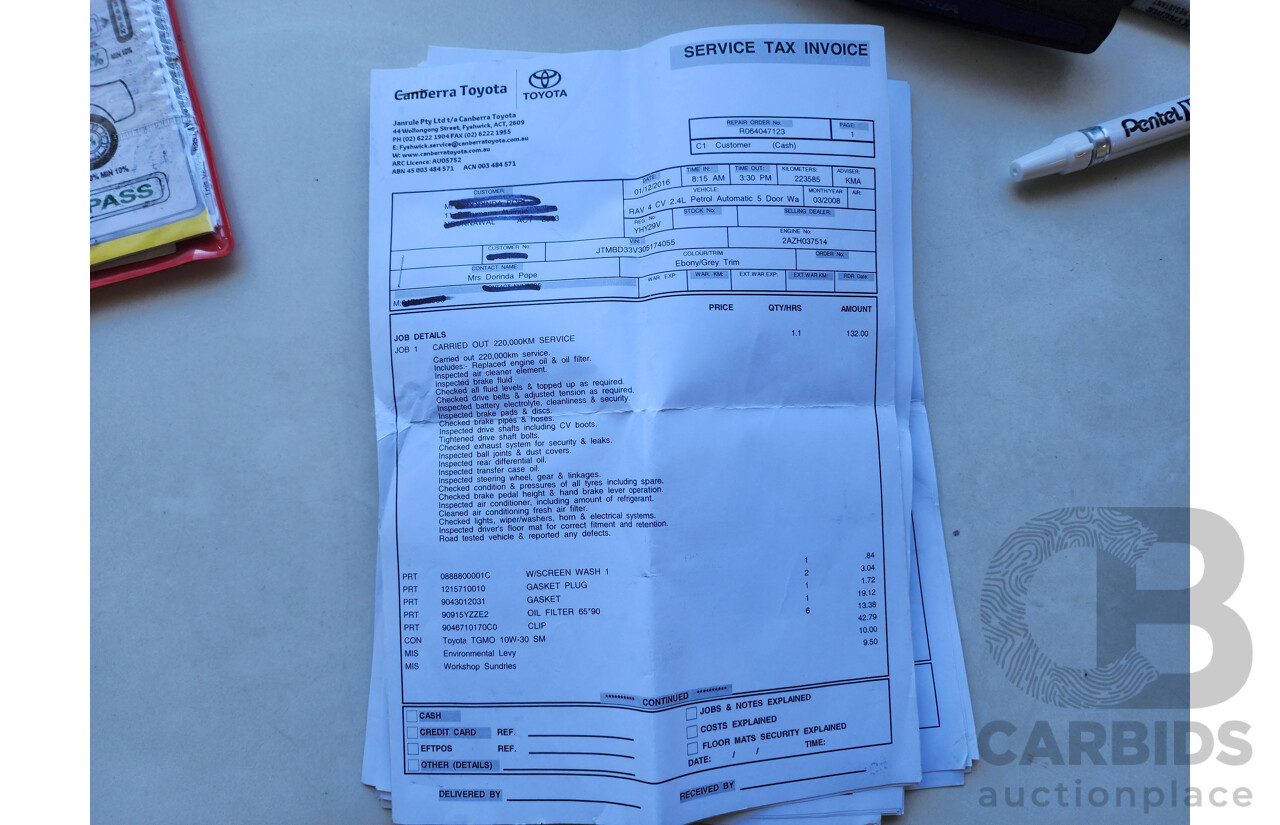 SERVICE TAX INVOICE
Canberra Toyota
TOYOTA
Janrule Pty Ltd t/a Canberra Toyota
44 Wollongong Street, Fyshwick, ACT, 2609
PH (02) 6222 1904 FAX (02) 6222 1955
E: Fyshwick.service@canberratoyota.com.au
W: www.canberratoyota.com.au
ARC Licence: AU05752
ABN 45 003 484 571 ACN 003 484 571
REPAIR ORDER No: PAGE:
R064047123 1
C1 Customer (Cash)
DATE: TIME IN: TIME OUT: KILOMETERS: ADVISER:
01/12/2016 8:15 AM 3:30 PM 223585 KMA
VEHICLE: MONTH/YEAR AIR
RAV 4 CV 2.4L Petrol Automatic 5 Door Wa 03/2008
REG No STOCK No: SELLING DEALER:
YHY29V
VIN: ENGINE No:
JTMBD33V305174055 2AZH037514
COLOUR/TRIM ORDER No:
Ebony/Grey Trim
WAR. EXP: WAR. KM: EXT.WAR.EXP: EXT.WAR.KM: RDR Date
CUSTOMER:
ACT
CUSTOMER No:
CONTACT NAME:
Mrs Dorinda Pope
M:
PRICE QTY/HRS AMOUNT
JOB DETAILS
JOB 1 CARRIED OUT 220,000KM SERVICE 1.1 132.00
Carried out 220,000km service.
Includes:- Replaced engine oil & oil filter.
Inspected air cleaner element.
Inspected brake fluid.
Checked all fluid levels & topped up as required.
Checked drive belts & adjusted tension as required.
Inspected battery electrolyte, cleanliness & security.
Inspected brake pads & discs.
Checked brake pipes & hoses.
Inspected drive shafts including CV boots.
Tightened drive shaft bolts.
Checked exhaust system for security & leaks.
Inspected ball joints & dust covers.
Inspected rear differential oil.
Inspected transfer case oil.
Inspected steering wheel, gear & linkages.
Checked condition & pressures of all tyres including spare.
Checked brake pedal height & hand brake lever operation.
Inspected air conditioner, including amount of refrigerant.
Cleaned air conditioning fresh air filter.
Checked lights, wiper/washers, horn & electrical systems.
Inspected driver's floor mat for correct fitment and retention.
Road tested vehicle & reported any defects.
PRT 0888800001C W/SCREEN WASH 1 1 .84
PRT 1215710010 GASKET PLUG 2 3.04
PRT 9043012031 GASKET 1 1.72
PRT 90915YZZE2 OIL FILTER 65*90 1 19.12
PRT 9046710170C0 CLIP 6 13.38
CON Toyota TGMO 10W-30 SM 42.79
MIS Environmental Levy 10.00
MIS Workshop Sundries 9.50
********** CONTINUED **********
CASH
CREDIT CARD REF.
EFTPOS REF.
OTHER (DETAILS)
JOBS & NOTES EXPLAINED
COSTS EXPLAINED
FLOOR MATS SECURITY EXPLAINED
DATE: / / TIME:
DELIVERED BY
RECEIVED BY
Pentel
PASS
MIN 10%
CARBIDS
auctionplace